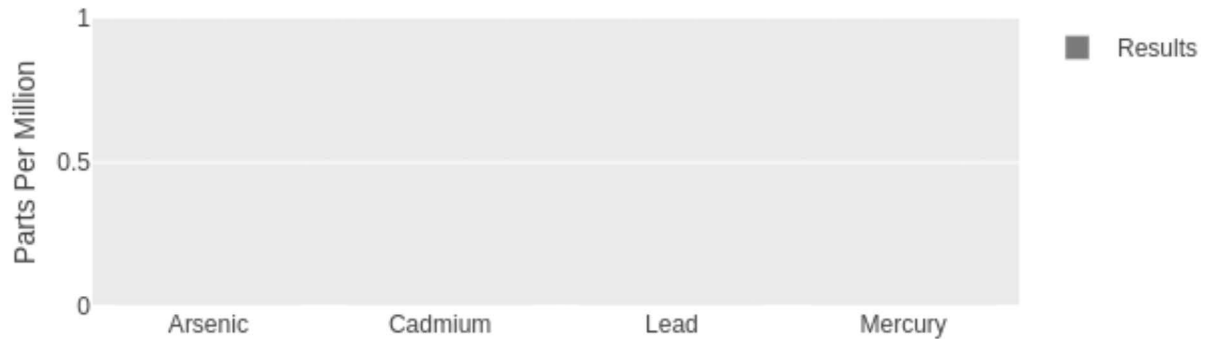 Parts Per Million
1
0.5
0
Arsenic Cadmium Lead Mercury
Results